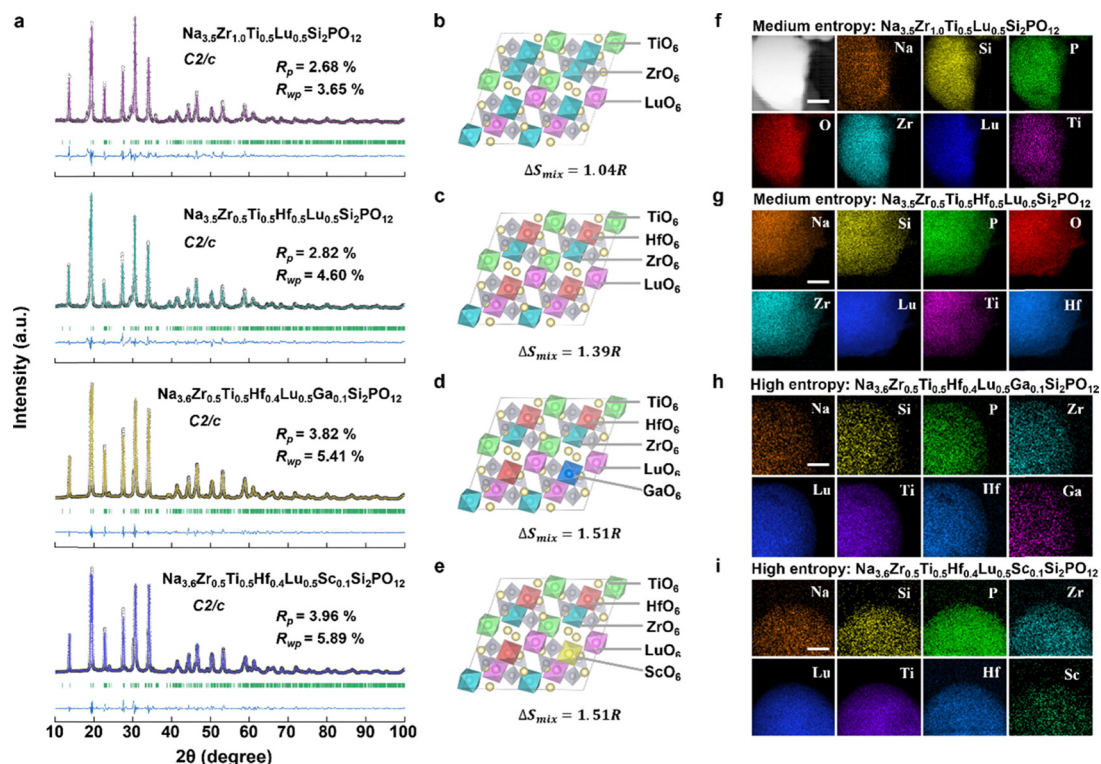 a
Intensity (a.u.)
Na3.5Zr1.0Ti0.5Lu0.5Si2PO12
C2/c
Rp = 2.68 %
Rwp = 3.65 %
Na3.5Zr0.5Ti0.5Hf0.5Lu0.5Si2PO12
C2/c
Rp = 2.82 %
Rwp = 4.60 %
Na3.6Zr0.5Ti0.5Hf0.4Lu0.5Ga0.1Si2PO12
C2/c
Rp = 3.82 %
Rwp = 5.41 %
Na3.6Zr0.5Ti0.5Hf0.4Lu0.5Sc0.1Si2PO12
C2/c
Rp = 3.96 %
Rwp = 5.89 %
10 20 30 40 50 60 70 80 90 100
2θ (degree)
b
TiO6
ZrO6
LuO6
ΔSmix = 1.04R
c
TiO6
HfO6
ZrO6
LuO6
ΔSmix = 1.39R
d
TiO6
HfO6
ZrO6
LuO6
GaO6
ΔSmix = 1.51R
e
TiO6
HfO6
ZrO6
LuO6
ScO6
ΔSmix = 1.51R
f
Medium entropy: Na3.5Zr1.0Ti0.5Lu0.5Si2PO12
Na Si P
O Zr Lu Ti
g
Medium entropy: Na3.5Zr0.5Ti0.5Hf0.5Lu0.5Si2PO12
Na Si P O
Zr Lu Ti Hf
h
High entropy: Na3.6Zr0.5Ti0.5Hf0.4Lu0.5Ga0.1Si2PO12
Na Si P Zr
Lu Ti Hf Ga
i
High entropy: Na3.6Zr0.5Ti0.5Hf0.4Lu0.5Sc0.1Si2PO12
Na Si P Zr
Lu Ti Hf Sc